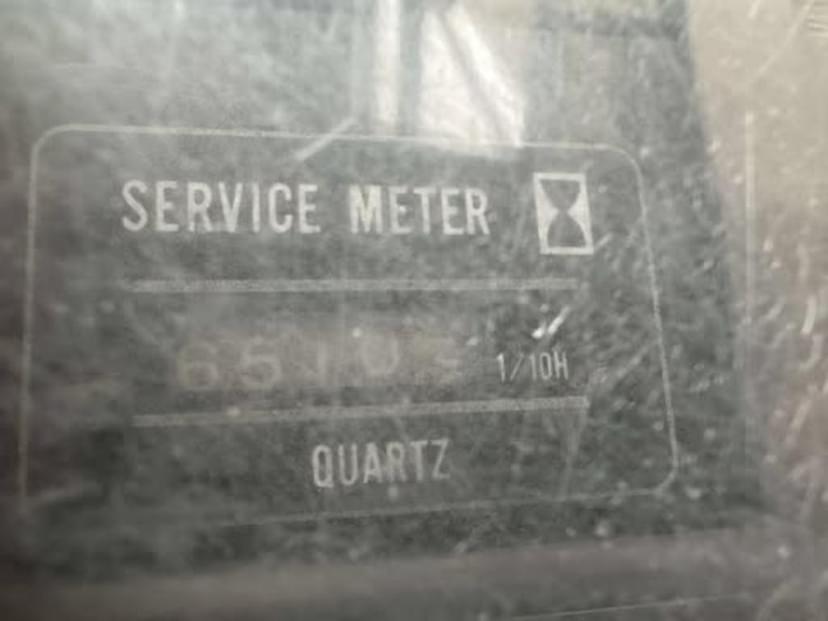 SERVICE METER
1/10H
QUARTZ